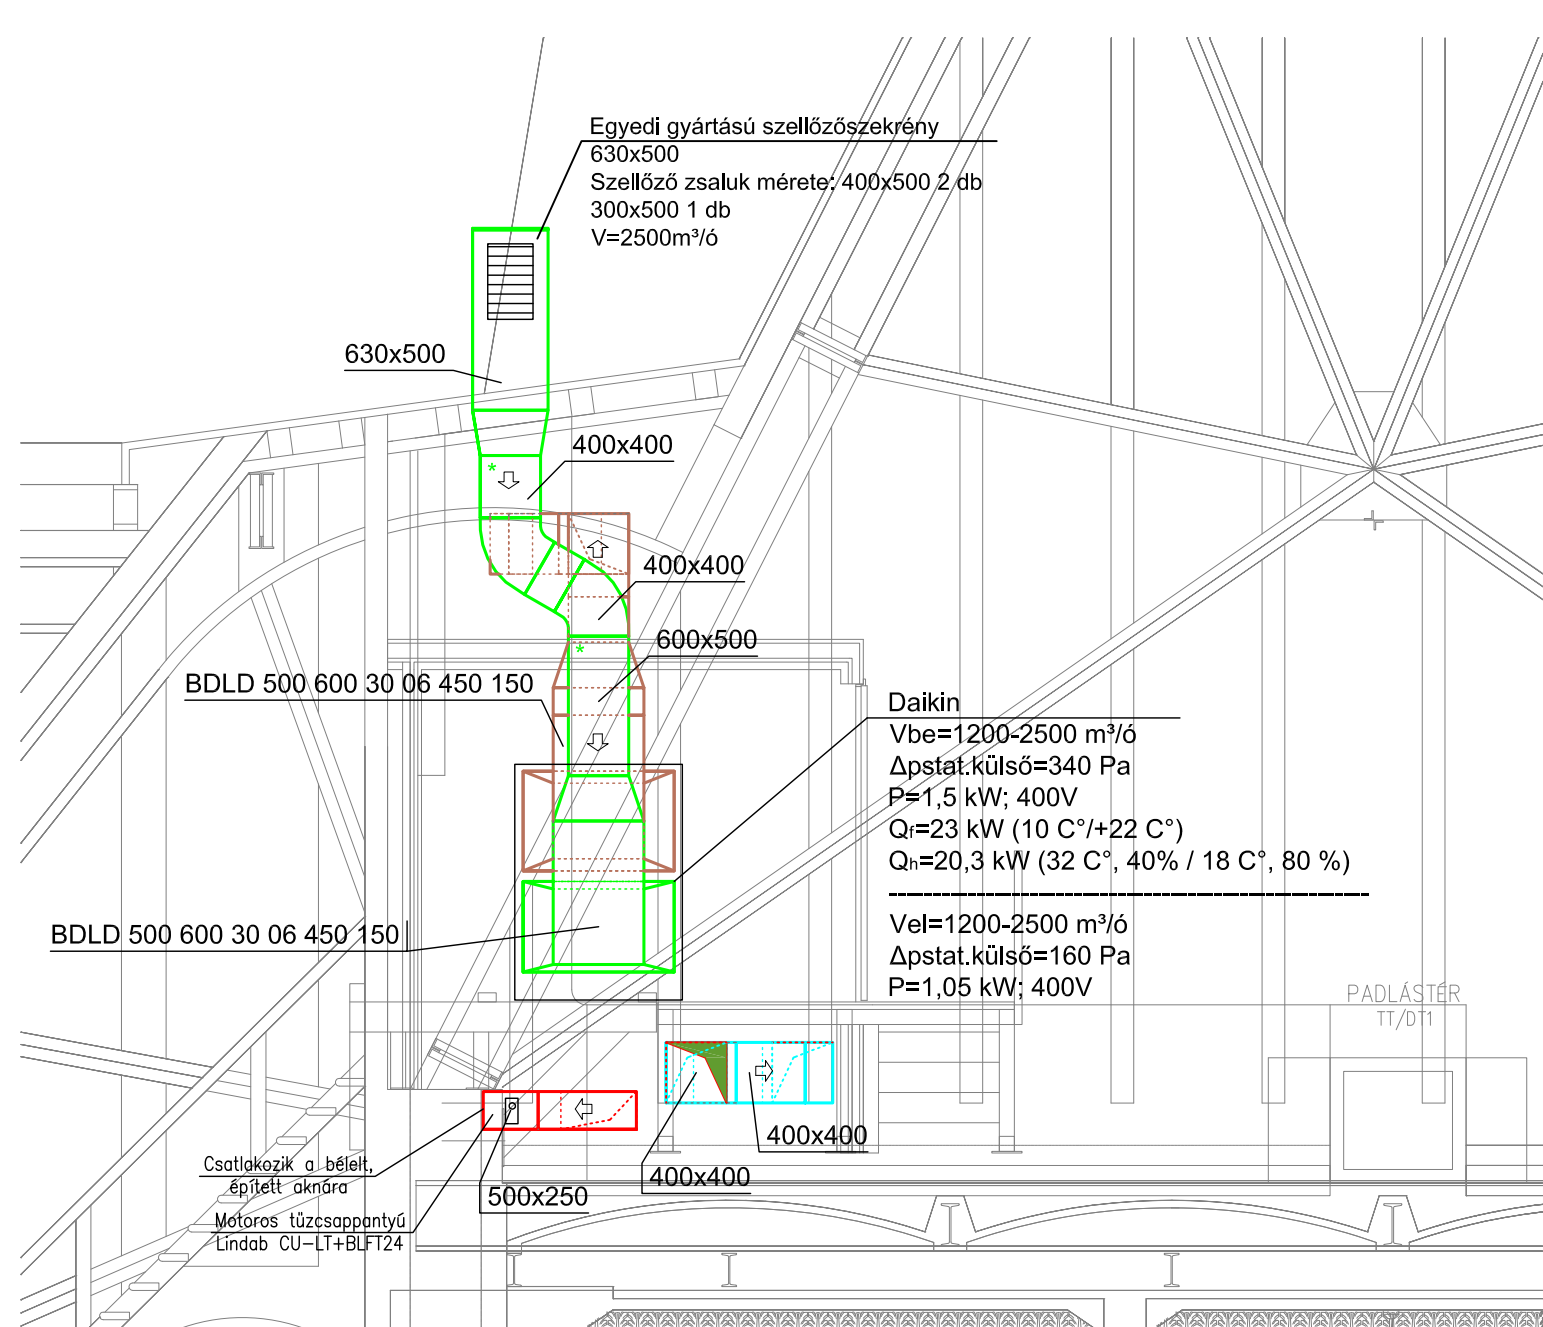 Egyedi gyártású szellőzőszekrény
630x500
Szellőző zsaluk mérete: 400x500 2 db
300x500 1 db
V=2500m³/ó
630x500
400x400
*
400x400
600x500
*
BDLD 500 600 30 06 450 150
Daikin
Vbe=1200-2500 m³/ó
Δpstat.külső=340 Pa
P=1,5 kW; 400V
Qf=23 kW (10 C°/+22 C°)
Qh=20,3 kW (32 C°, 40% / 18 C°, 80 %)
Vel=1200-2500 m³/ó
Δpstat.külső=160 Pa
P=1,05 kW; 400V
BDLD 500 600 30 06 450 150
PADLÁSTÉR
TT/DT1
400x400
400x400
500x250
Csatlakozik a bélelt,
épített aknára
Motoros tüzcsappantyú
Lindab CU-LT+BLFT24